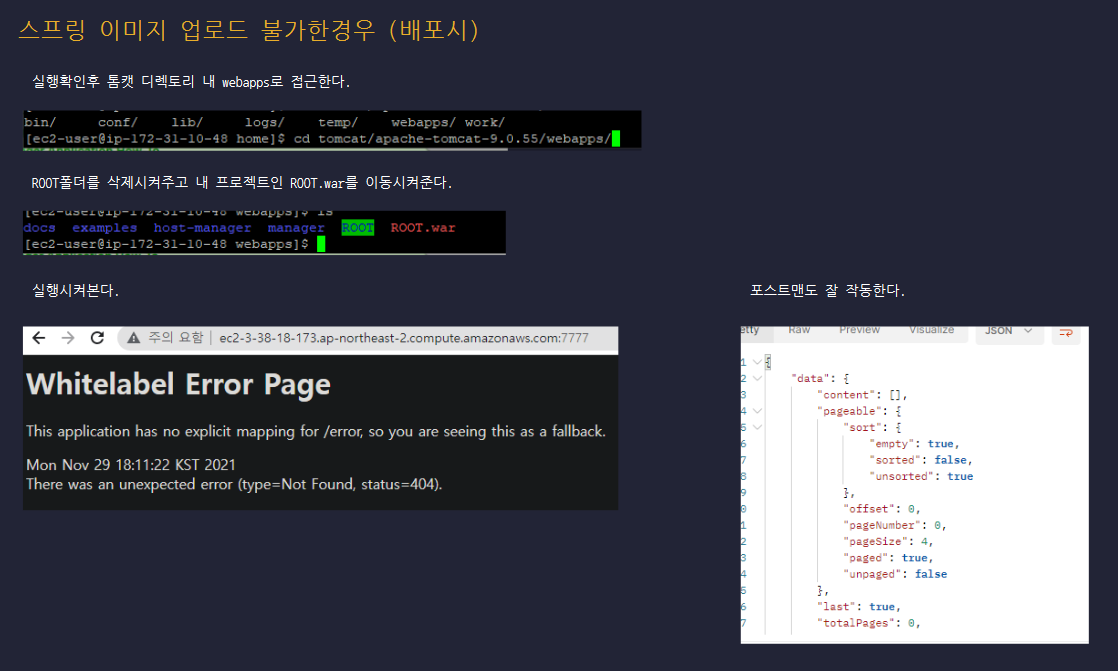 스프링 이미지 업로드 불가한경우 (배포시)
실행확인후 톰캣 디렉토리 내 webapps로 접근한다.
bin/ conf/ lib/ logs/ temp/ webapps/ work/
[ec2-user@ip-172-31-10-48 home]$ cd tomcat/apache-tomcat-9.0.55/webapps/
ROOT폴더를 삭제시켜주고 내 프로젝트인 ROOT.war를 이동시켜준다.
[ec2-user@ip-172-31-10-48 webapps]$ ls
docs examples host-manager manager ROOT ROOT.war
[ec2-user@ip-172-31-10-48 webapps]$
실행시켜본다.
주의 요함 | ec2-3-38-18-173.ap-northeast-2.compute.amazonaws.com:7777
Whitelabel Error Page
This application has no explicit mapping for /error, so you are seeing this as a fallback.
Mon Nov 29 18:11:22 KST 2021
There was an unexpected error (type=Not Found, status=404).
포스트맨도 잘 작동한다.
etty Raw Preview Visualize JSON
1 {
2 "data": {
3 "content": [],
4 "pageable": {
5 "sort": {
6 "empty": true,
7 "sorted": false,
8 "unsorted": true
9 },
0 "offset": 0,
1 "pageNumber": 0,
2 "pageSize": 4,
3 "paged": true,
4 "unpaged": false
5 },
6 "last": true,
7 "totalPages": 0,